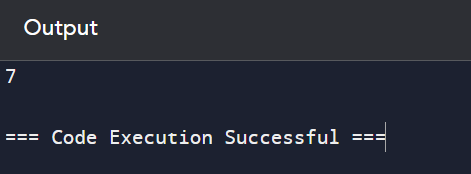 Output
7
=== Code Execution Successful ===